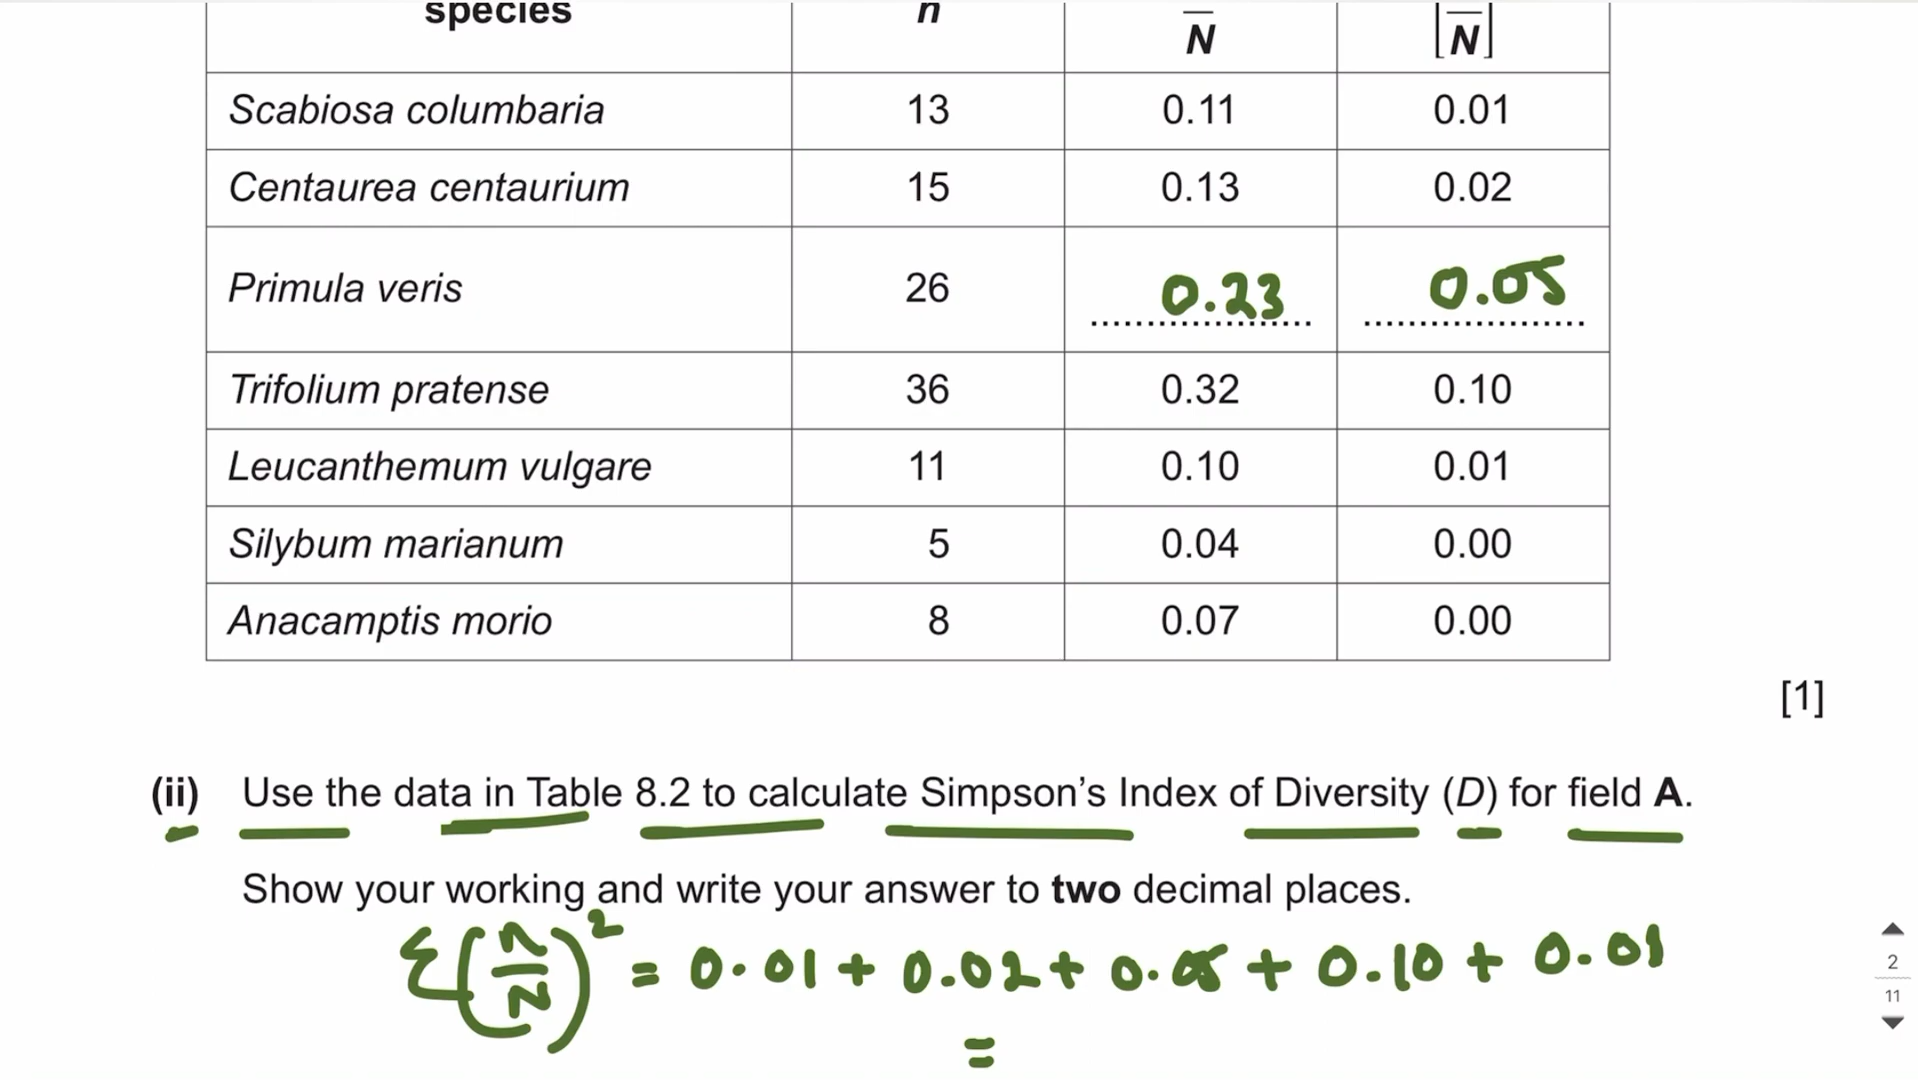 species n N [N]
Scabiosa columbaria 13 0.11 0.01
Centaurea centaurium 15 0.13 0.02
Primula veris 26 0.23 0.05
Trifolium pratense 36 0.32 0.10
Leucanthemum vulgare 11 0.10 0.01
Silybum marianum 5 0.04 0.00
Anacamptis morio 8 0.07 0.00
[1]
(ii) Use the data in Table 8.2 to calculate Simpson's Index of Diversity (D) for field A.
Show your working and write your answer to two decimal places.
Σ(n/N)² = 0.01 + 0.02 + 0.05 + 0.10 + 0.01
=
2
11